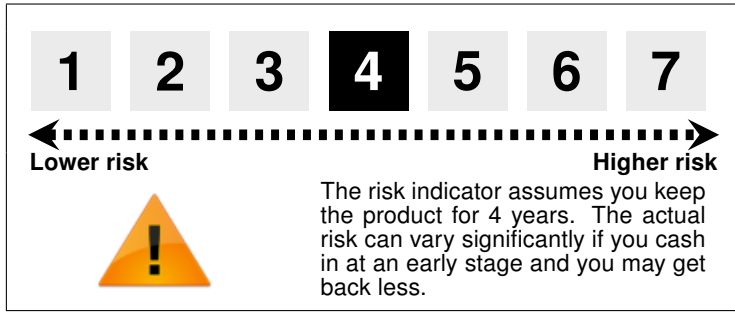 1 2 3 4 5 6 7
Lower risk Higher risk
The risk indicator assumes you keep
the product for 4 years. The actual
risk can vary significantly if you cash
in at an early stage and you may get
back less.